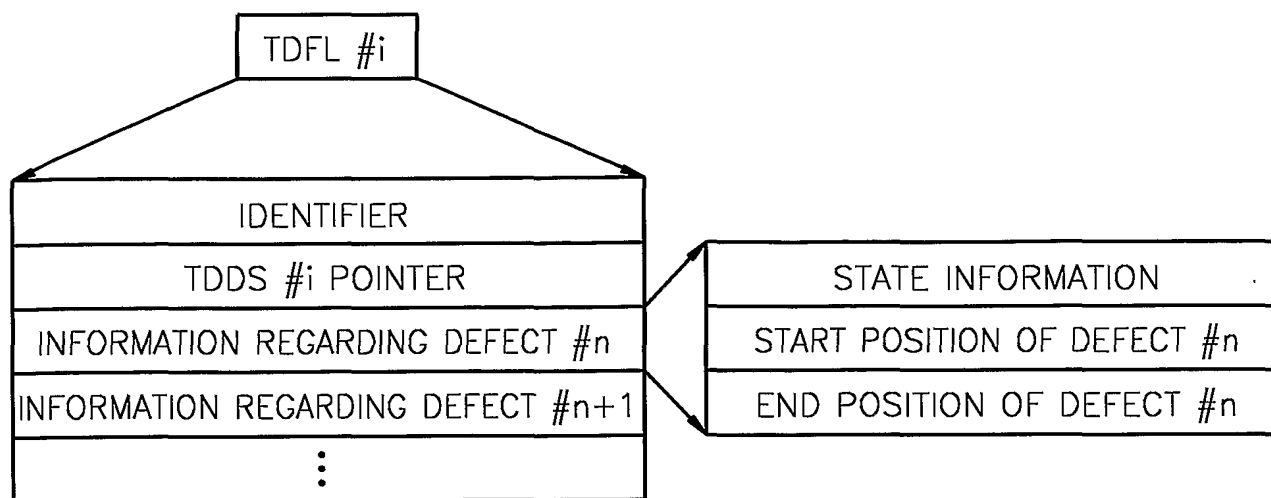 TDFL #i
IDENTIFIER
TDDS #i POINTER
INFORMATION REGARDING DEFECT #n
INFORMATION REGARDING DEFECT #n+1
STATE INFORMATION
START POSITION OF DEFECT #n
END POSITION OF DEFECT #n